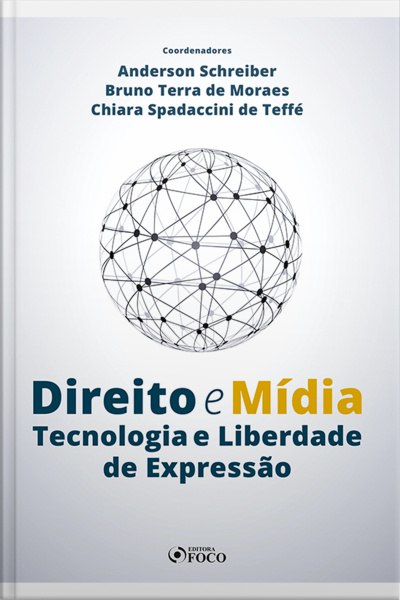 Coordenadores
Anderson Schreiber
Bruno Terra de Moraes
Chiara Spadaccini de Teffé
Direito e Mídia
Tecnologia e Liberdade
de Expressão
EDITORA
FOCO